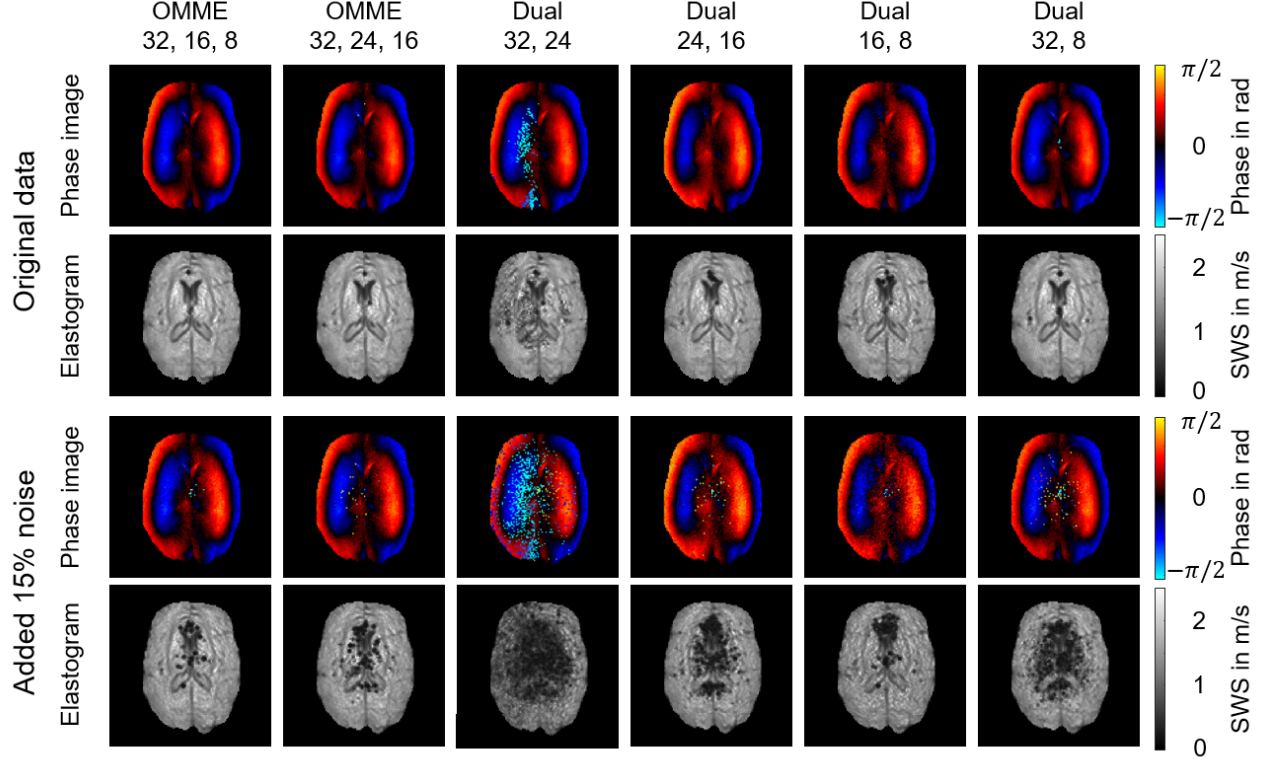 OMME
32, 16, 8
OMME
32, 24, 16
Dual
32, 24
Dual
24, 16
Dual
16, 8
Dual
32, 8
Original data
Phase image
π/2
0
−π/2
Phase in rad
Elastogram
2
1
0
SWS in m/s
Added 15% noise
Phase image
π/2
0
−π/2
Phase in rad
Elastogram
2
1
0
SWS in m/s